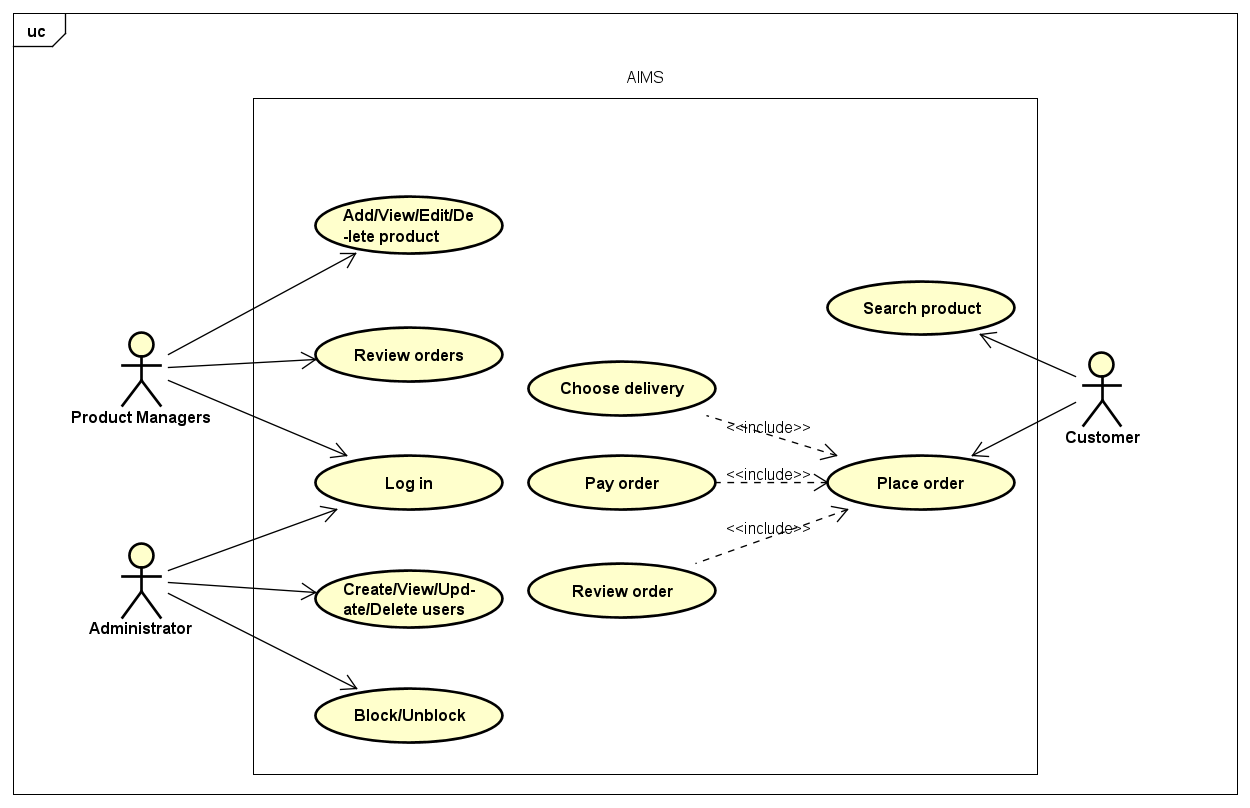 uc
AIMS
Add/View/Edit/De
-lete product
Search product
Review orders
Choose delivery
Product Managers
<<include>>
Customer
<<include>>
Log in
Pay order
Place order
<<include>>
Create/View/Upd-
ate/Delete users
Review order
Administrator
Block/Unblock